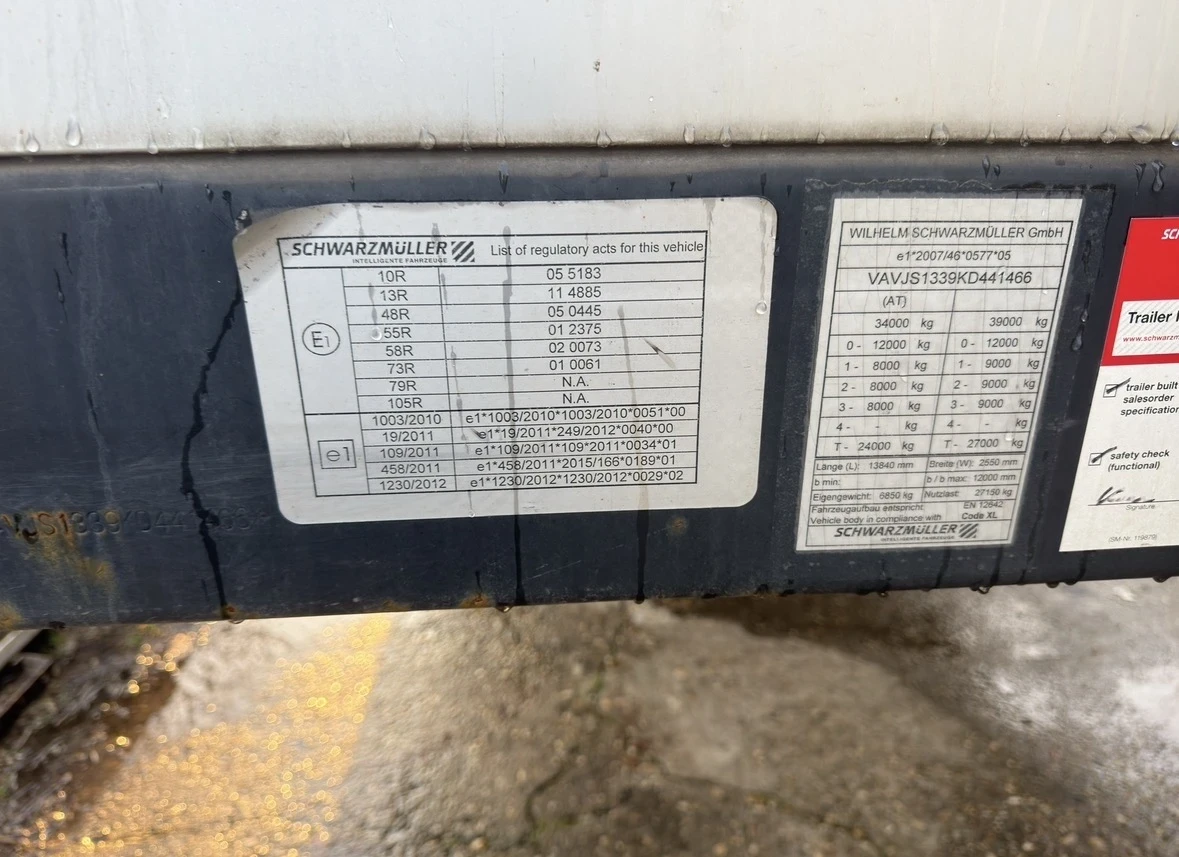 SCHWARZMÜLLER List of regulatory acts for this vehicle
INTELLIGENTE FAHRZEUGE
E1
10R 05 5183
13R 11 4885
48R 05 0445
55R 01 2375
58R 02 0073
73R 01 0061
79R N.A.
105R N.A.
e1
1003/2010 e1*1003/2010*1003/2010*0051*00
19/2011 e1*19/2011*249/2012*0040*00
109/2011 e1*109/2011*109*2011*0034*01
458/2011 e1*458/2011*2015/166*0189*01
1230/2012 e1*1230/2012*1230/2012*0029*02
WILHELM SCHWARZMÜLLER GmbH
e1*2007/46*0577*05
VAVJS1339KD441466
(AT)
34000 kg 39000 kg
0 - 12000 kg 0 - 12000 kg
1 - 8000 kg 1 - 9000 kg
2 - 8000 kg 2 - 9000 kg
3 - 8000 kg 3 - 9000 kg
4 - - kg 4 - - kg
T - 24000 kg T - 27000 kg
Länge (L): 13840 mm Breite (W): 2550 mm
b min: b / b max: 12000 mm
Eigengewicht: 6850 kg Nutzlast: 27150 kg
Fahrzeugaufbau entspricht: EN 12642
Vehicle body in compliance with Code XL
SCHWARZMÜLLER
INTELLIGENTE FAHRZEUGE
Trailer
www.schwarzm
trailer built
salesorder
specification
safety check
(functional)
Signature